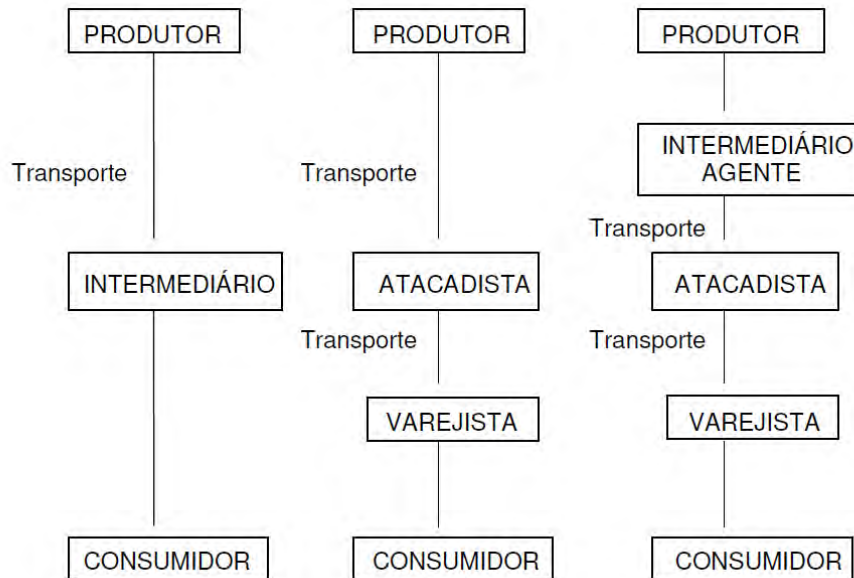 PRODUTOR
Transporte
INTERMEDIÁRIO
CONSUMIDOR
PRODUTOR
Transporte
ATACADISTA
Transporte
VAREJISTA
CONSUMIDOR
PRODUTOR
INTERMEDIÁRIO
AGENTE
Transporte
ATACADISTA
Transporte
VAREJISTA
CONSUMIDOR